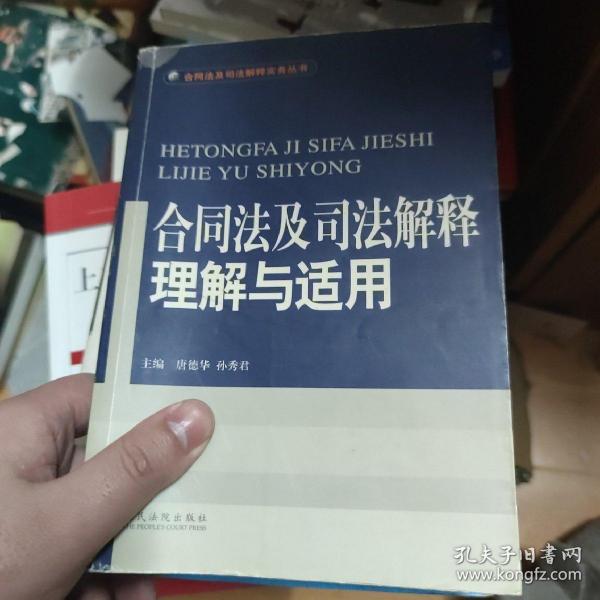 合同法及司法解释实务丛书
HETONGFA JI SIFA JIESHI
LIJIE YU SHIYONG
合同法及司法解释
理解与适用
主编 唐德华 孙秀君
民法院出版社
THE PEOPLE'S COURT PRESS
上
孔夫子旧书网
www.kongfz.com